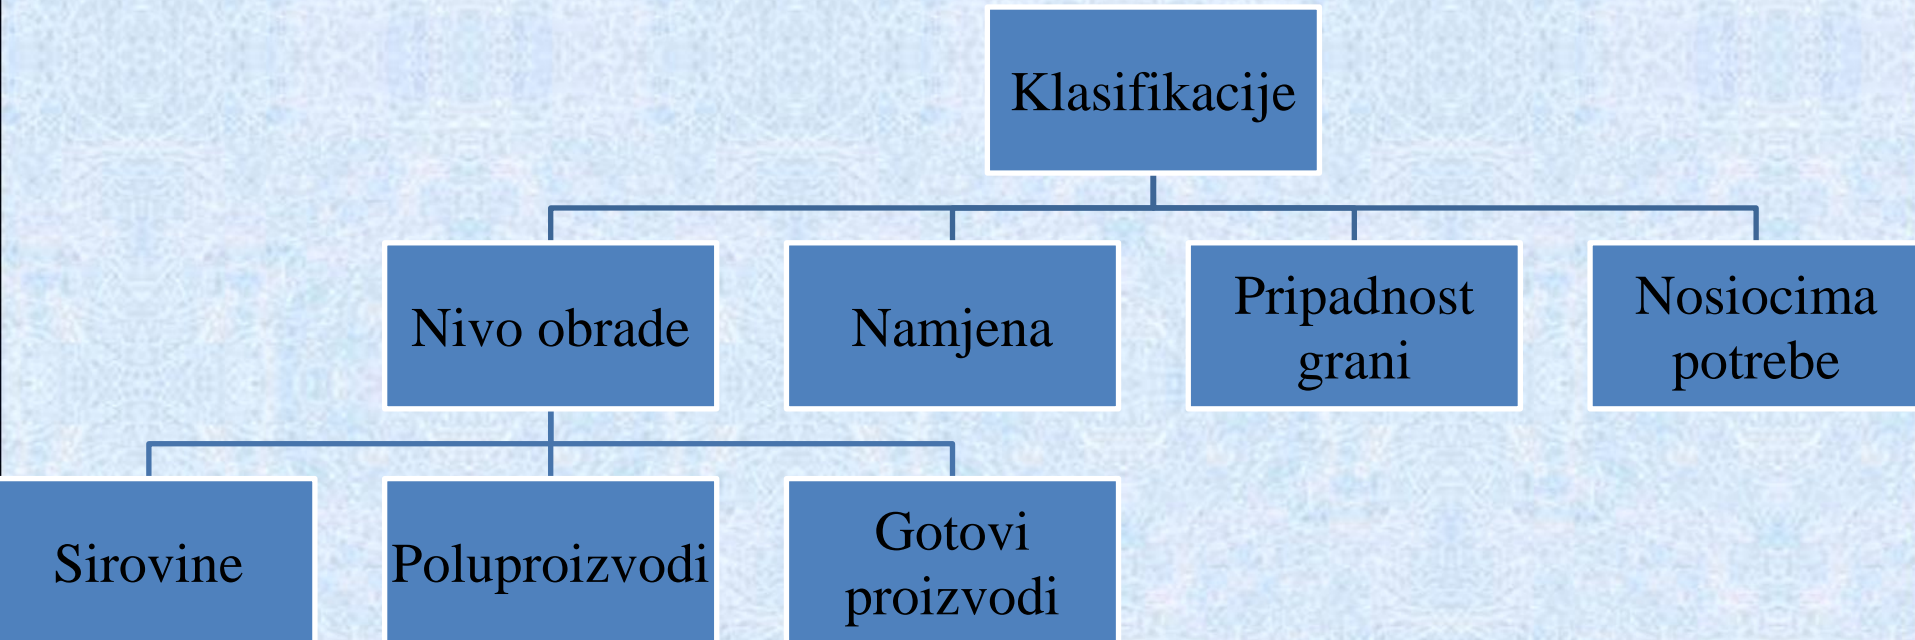 Klasifikacije
Nivo obrade
Namjena
Pripadnost
grani
Nosiocima
potrebe
Sirovine
Poluproizvodi
Gotovi
proizvodi